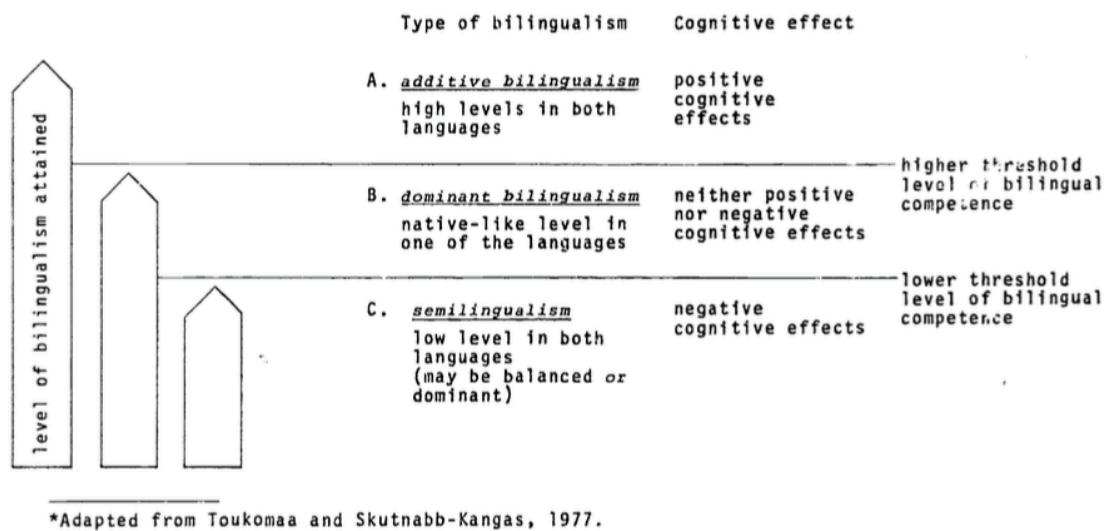 Type of bilingualism Cognitive effect
A. additive bilingualism positive
high levels in both cognitive
languages effects
higher threshold
level of bilingual
competence
B. dominant bilingualism neither positive
native-like level in nor negative
one of the languages cognitive effects
lower threshold
level of bilingual
competence
C. semilingualism negative
low level in both cognitive effects
languages
(may be balanced or
dominant)
level of bilingualism attained
*Adapted from Toukomaa and Skutnabb-Kangas, 1977.